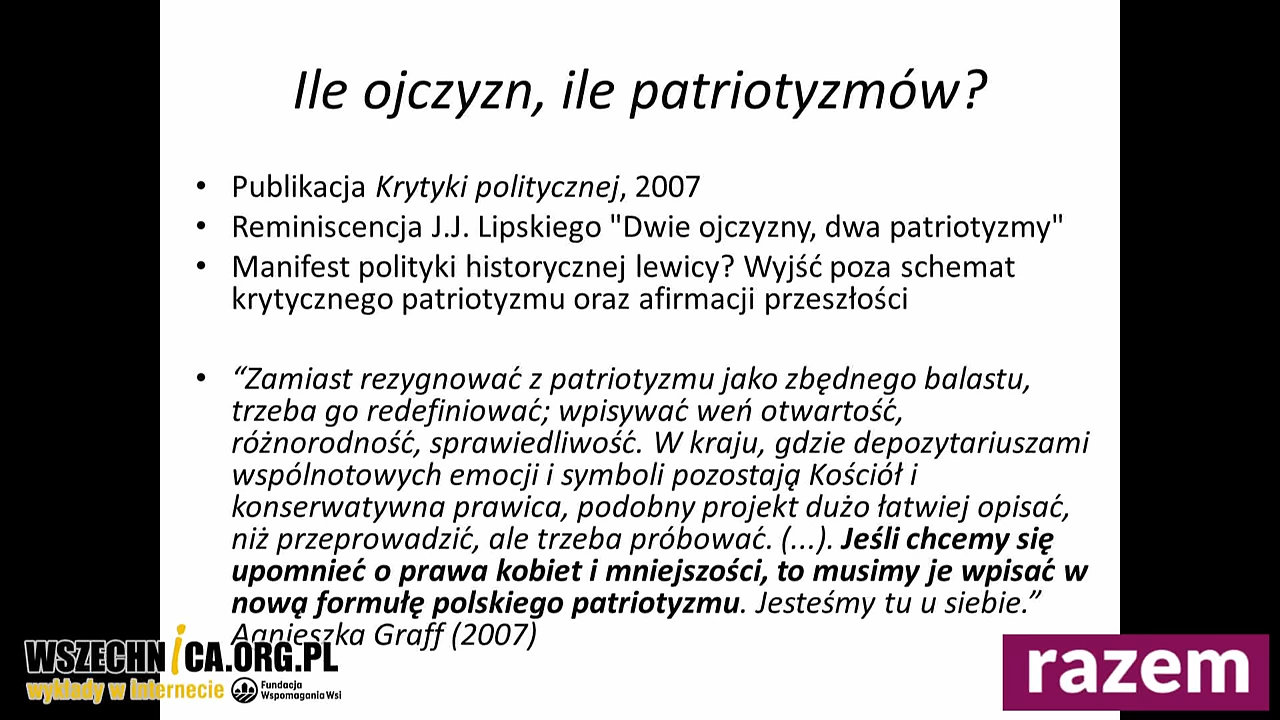 Ile ojczyzn, ile patriotyzmów?
• Publikacja Krytyki politycznej, 2007
• Reminiscencja J.J. Lipskiego "Dwie ojczyzny, dwa patriotyzmy"
• Manifest polityki historycznej lewicy? Wyjść poza schemat
krytycznego patriotyzmu oraz afirmacji przeszłości
• “Zamiast rezygnować z patriotyzmu jako zbędnego balastu,
trzeba go redefiniować; wpisywać weń otwartość,
różnorodność, sprawiedliwość. W kraju, gdzie depozytariuszami
wspólnotowych emocji i symboli pozostają Kościół i
konserwatywna prawica, podobny projekt dużo łatwiej opisać,
niż przeprowadzić, ale trzeba próbować. (...). Jeśli chcemy się
upomnieć o prawa kobiet i mniejszości, to musimy je wpisać w
nową formułę polskiego patriotyzmu. Jesteśmy tu u siebie.”
Agnieszka Graff (2007)
WSZECHNiCA.ORG.PL
wykłady w internecie
Fundacja
Wspomagania Wsi
razem